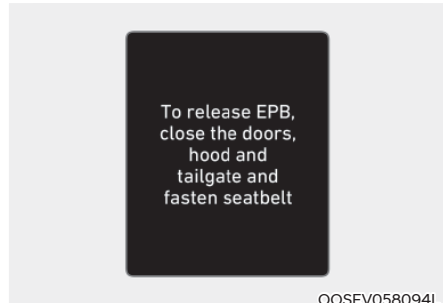 To release EPB,
close the doors,
hood and
tailgate and
fasten seatbelt
OOSEV058094L